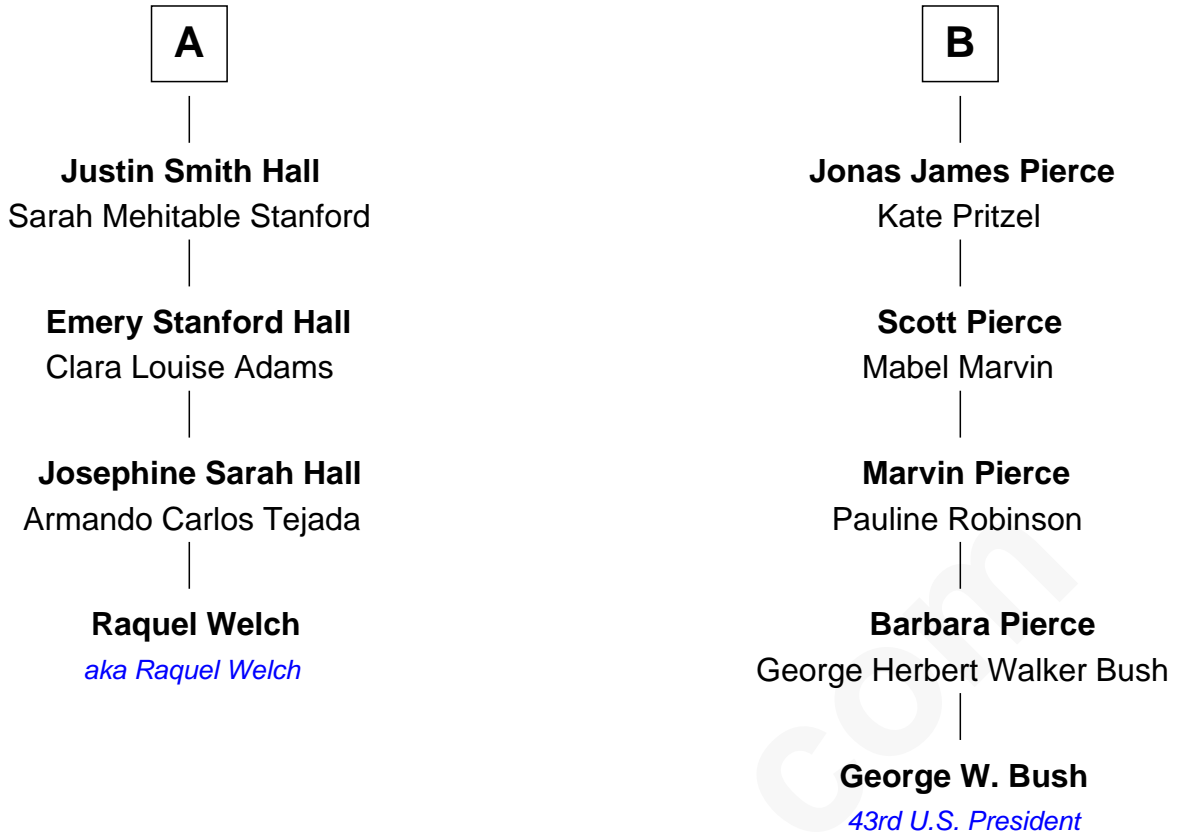 A
Justin Smith Hall
Sarah Mehitable Stanford
Emery Stanford Hall
Clara Louise Adams
Josephine Sarah Hall
Armando Carlos Tejada
Raquel Welch
aka Raquel Welch
B
Jonas James Pierce
Kate Pritzel
Scott Pierce
Mabel Marvin
Marvin Pierce
Pauline Robinson
Barbara Pierce
George Herbert Walker Bush
George W. Bush
43rd U.S. President
com